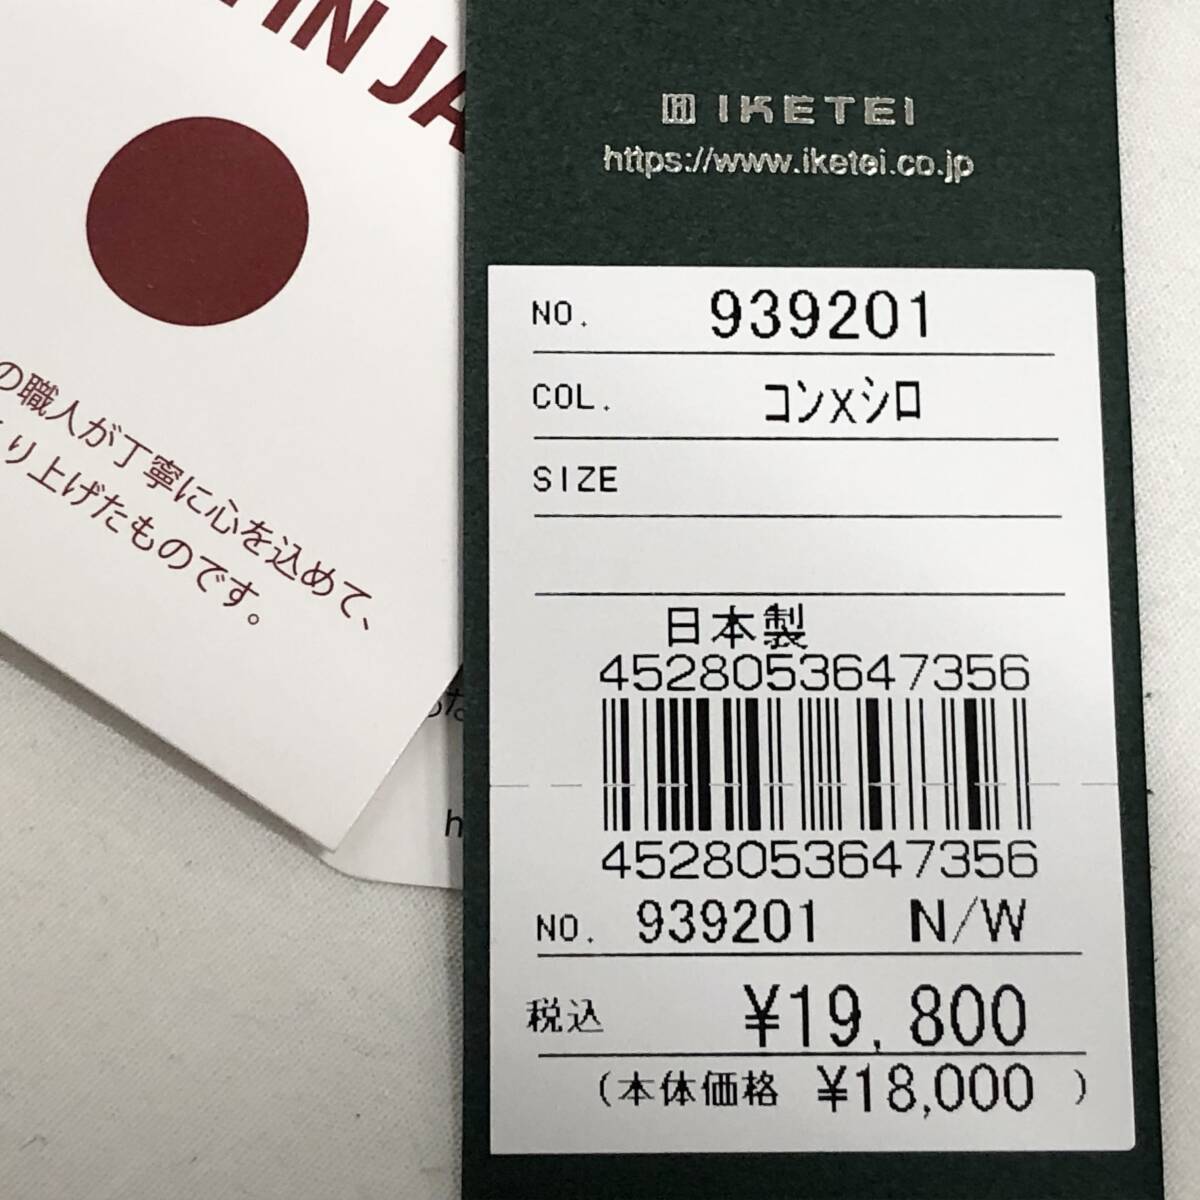 IN JA
の職人が丁寧に心を込めて、
り上げたものです。
IKETEI
https://www.iketei.co.jp
NO. 939201
COL. コンxシロ
SIZE
日本製
4528053647356
4528053647356
NO. 939201 N/W
税込 ¥19,800
(本体価格 ¥18,000 )
h